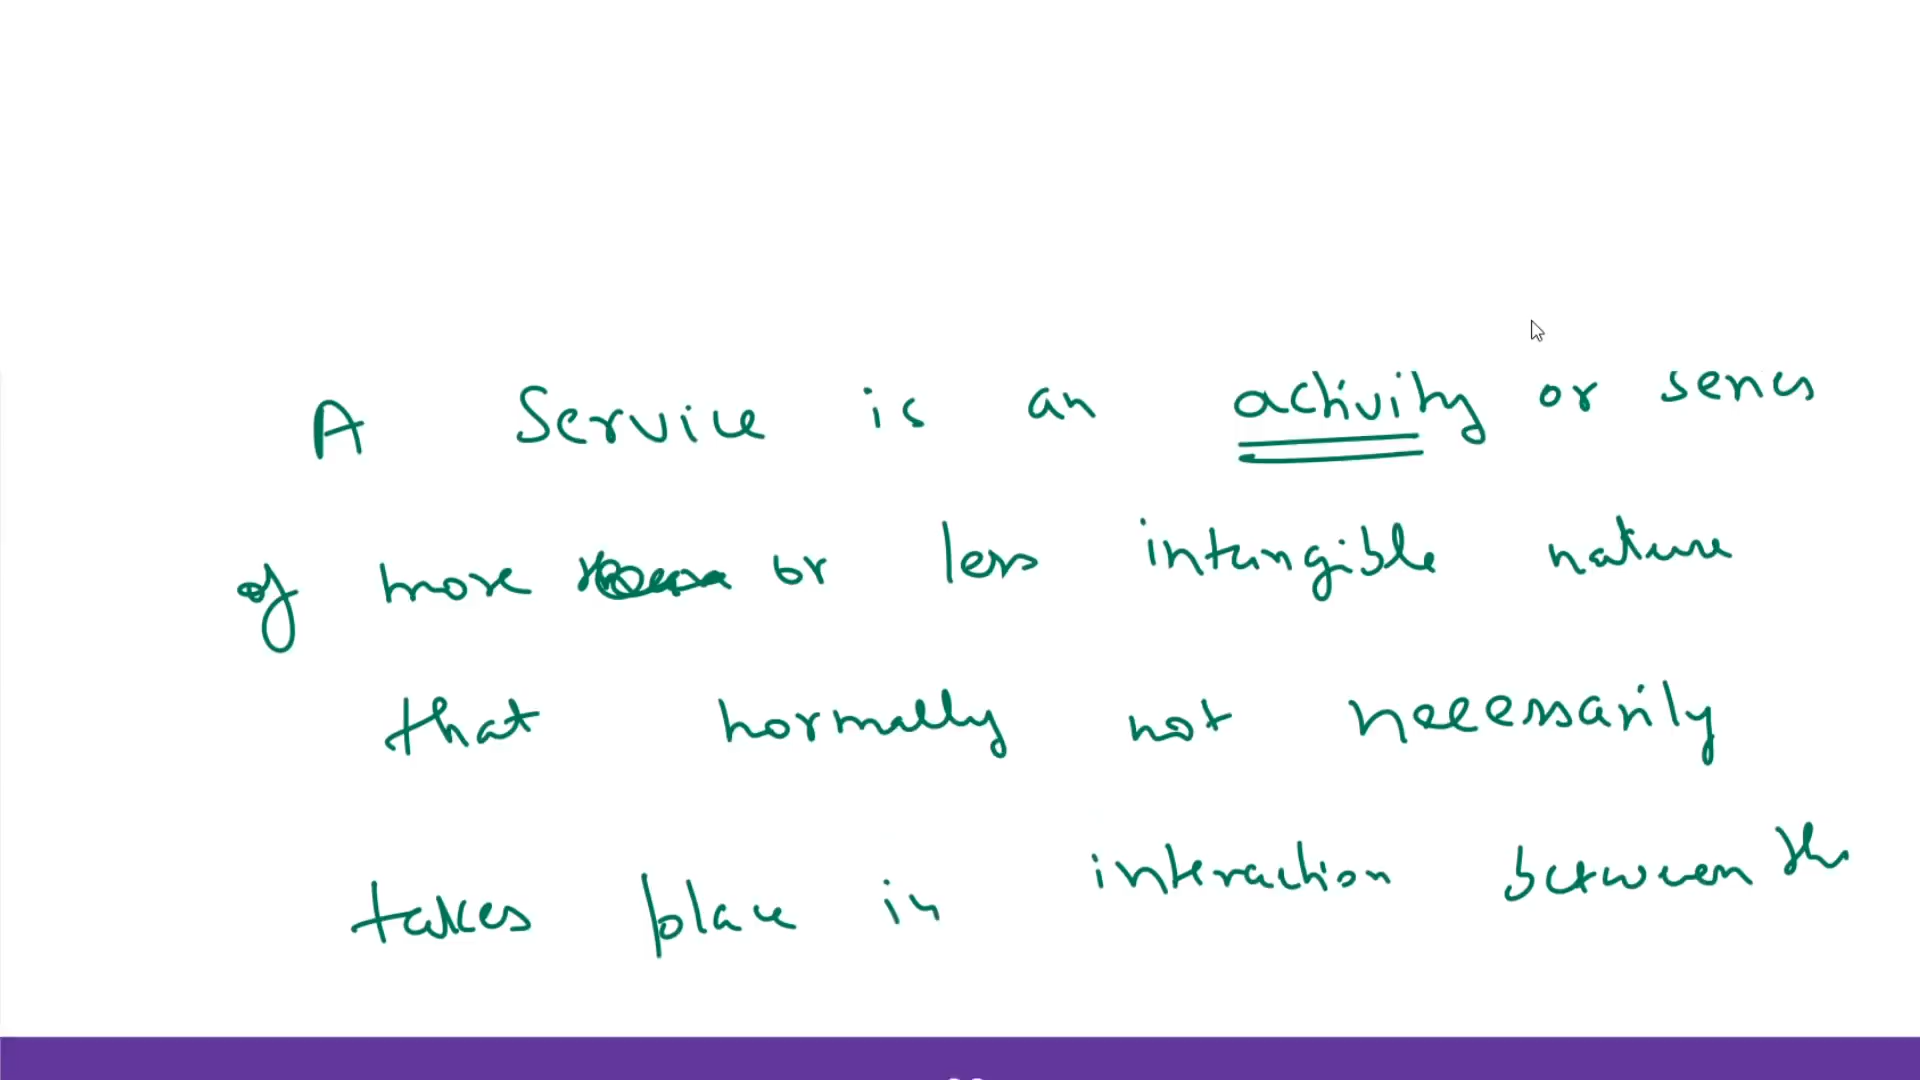 A Service is an activity or series
of more or less intangible nature
that normally not necessarily
takes place in interaction between the